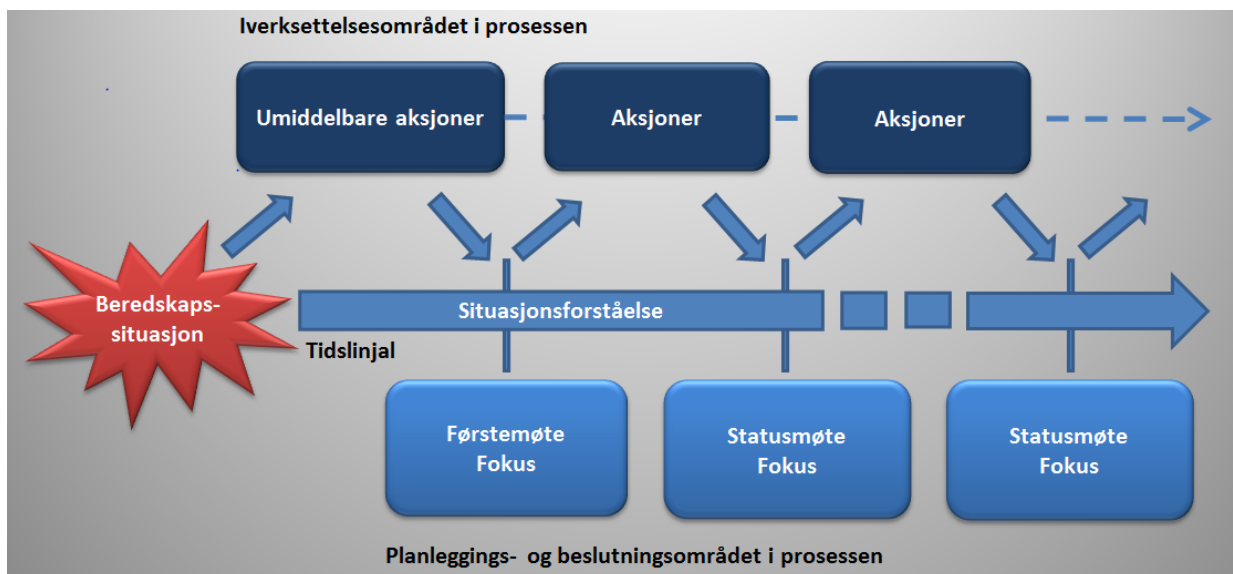 Iverksettelsesområdet i prosessen
Umiddelbare aksjoner
Aksjoner
Aksjoner
Beredskaps-
situasjon
Situasjonsforståelse
Tidslinjal
Førstemøte
Fokus
Statusmøte
Fokus
Statusmøte
Fokus
Planleggings- og beslutningsområdet i prosessen